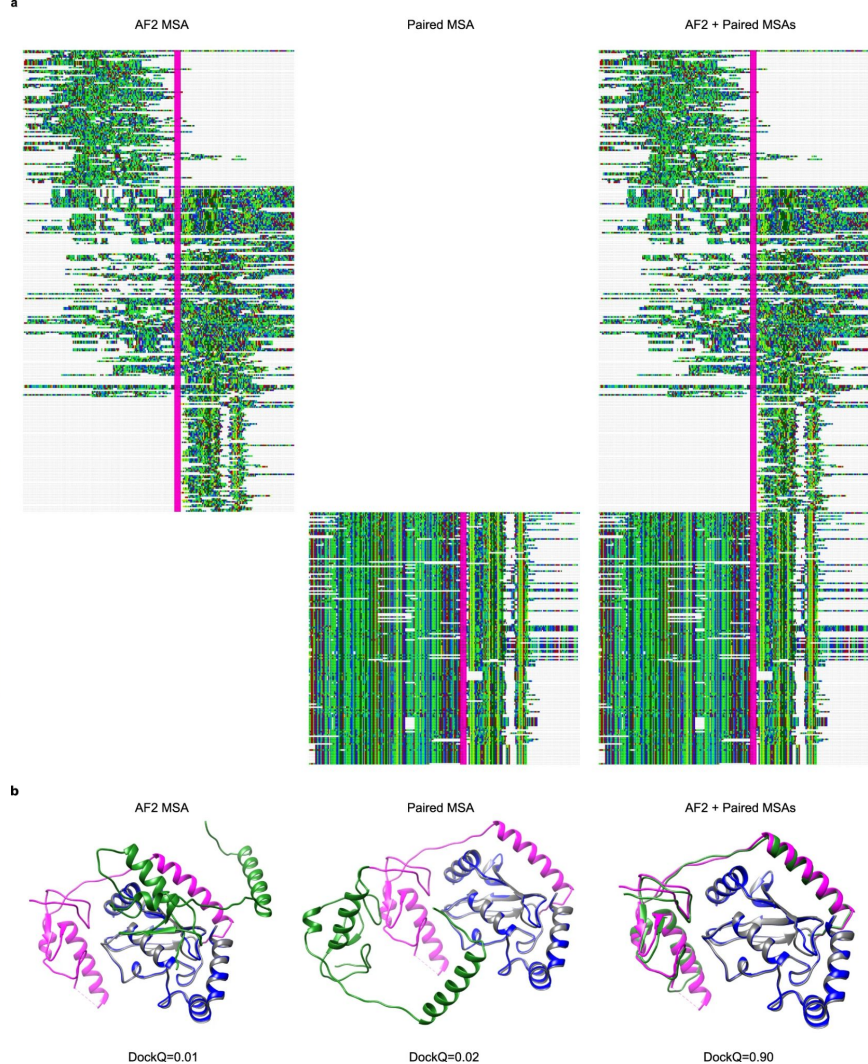 a
AF2 MSA Paired MSA AF2 + Paired MSAs
b
AF2 MSA Paired MSA AF2 + Paired MSAs
DockQ=0.01 DockQ=0.02 DockQ=0.90